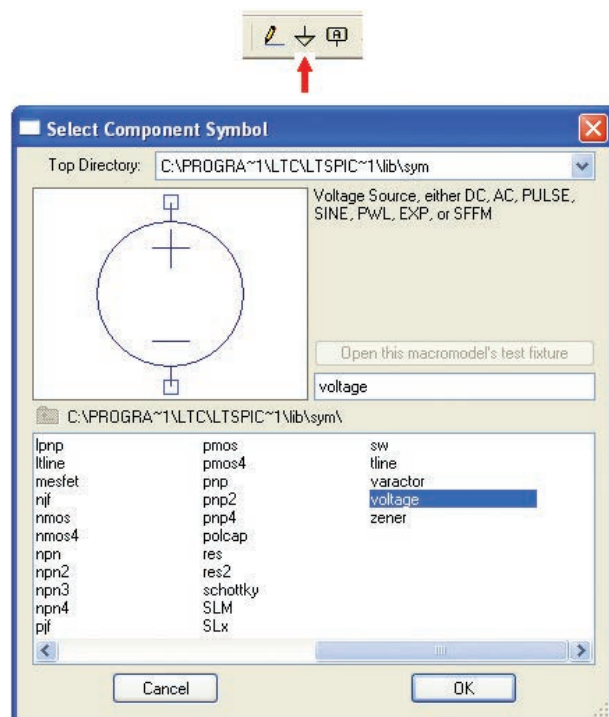 A
Select Component Symbol
Top Directory: C:\PROGRA~1\LTC\LTSPIC~1\lib\sym
Voltage Source, either DC, AC, PULSE,
SINE, PWL, EXP, or SFFM
Open this macromodel's test fixture
voltage
C:\PROGRA~1\LTC\LTSPIC~1\lib\sym\
lpnp
ltline
mesfet
njf
nmos
nmos4
npn
npn2
npn3
npn4
pjf
pmos
pmos4
pnp
pnp2
pnp4
polcap
res
res2
schottky
SLM
SLx
sw
tline
varactor
voltage
zener
Cancel
OK